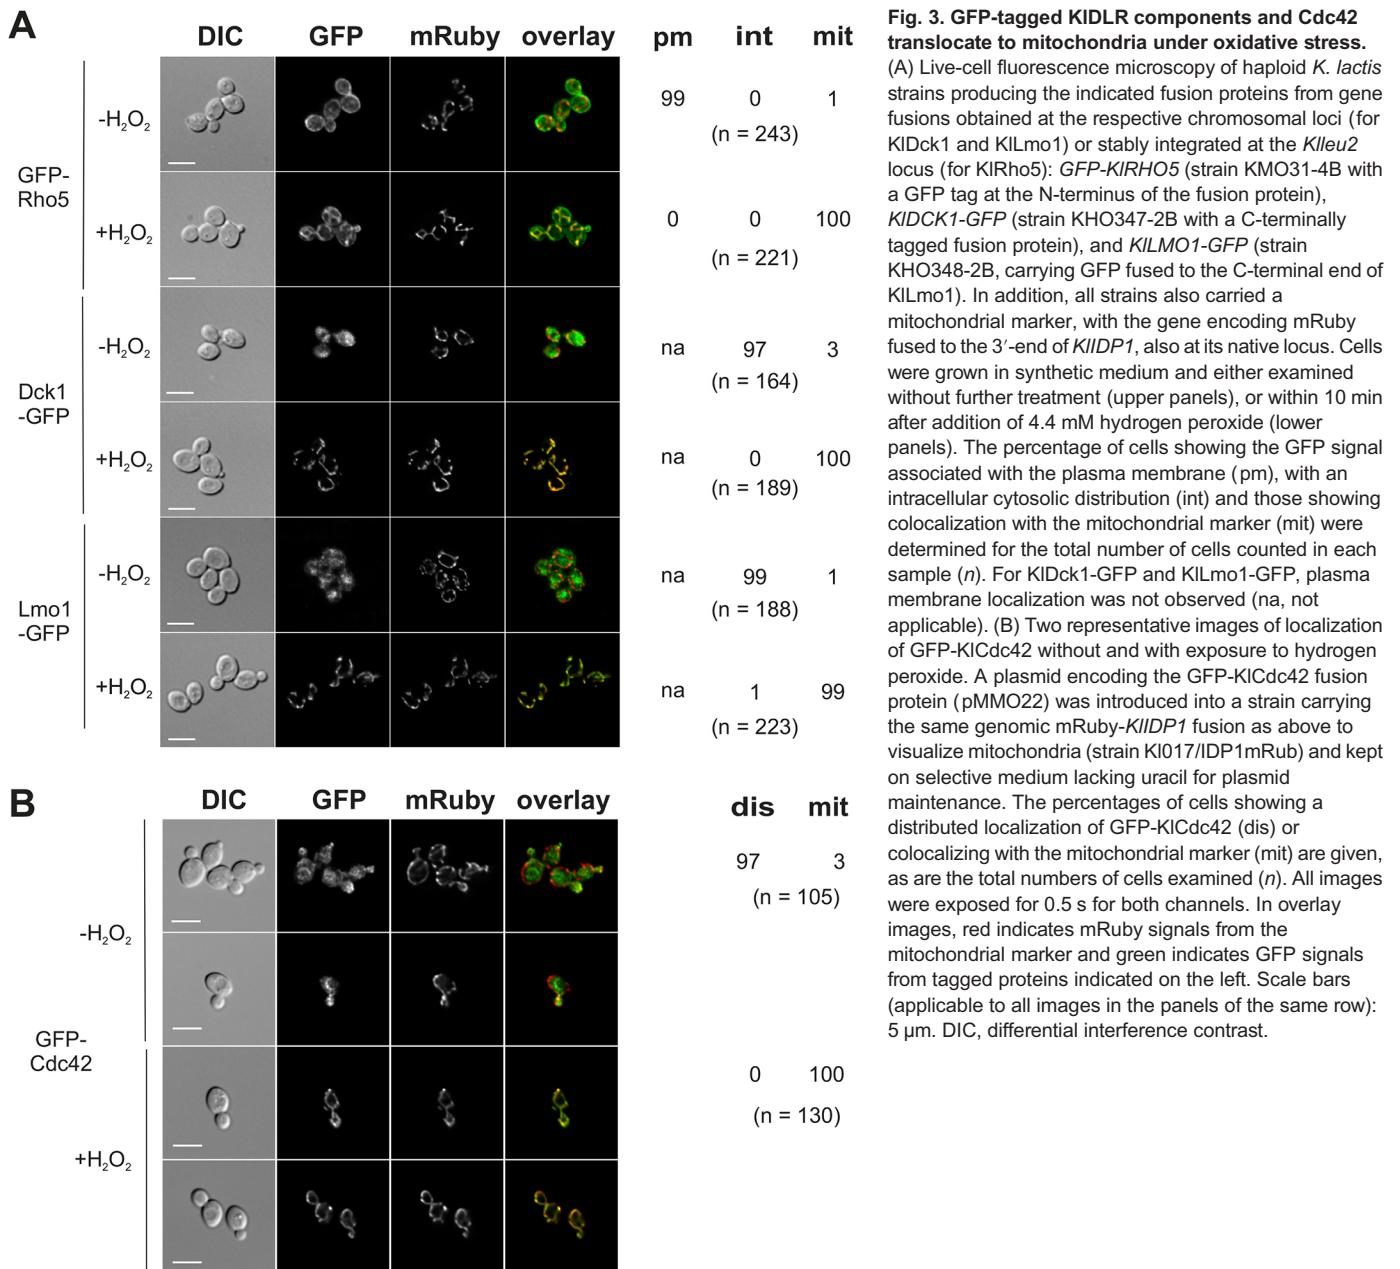 A
DIC GFP mRuby overlay pm int mit
GFP-
Rho5
-H₂O₂
99 0 1
(n = 243)
+H₂O₂
0 0 100
(n = 221)
Dck1
-GFP
-H₂O₂
na 97 3
(n = 164)
+H₂O₂
na 0 100
(n = 189)
Lmo1
-GFP
-H₂O₂
na 99 1
(n = 188)
+H₂O₂
na 1 99
(n = 223)
B
DIC GFP mRuby overlay dis mit
GFP-
Cdc42
-H₂O₂
97 3
(n = 105)
+H₂O₂
0 100
(n = 130)
Fig. 3. GFP-tagged KlDLR components and Cdc42
translocate to mitochondria under oxidative stress.
(A) Live-cell fluorescence microscopy of haploid K. lactis
strains producing the indicated fusion proteins from gene
fusions obtained at the respective chromosomal loci (for
KlDck1 and KlLmo1) or stably integrated at the Klleu2
locus (for KlRho5): GFP-KlRHO5 (strain KMO31-4B with
a GFP tag at the N-terminus of the fusion protein),
KlDCK1-GFP (strain KHO347-2B with a C-terminally
tagged fusion protein), and KlLMO1-GFP (strain
KHO348-2B, carrying GFP fused to the C-terminal end of
KlLmo1). In addition, all strains also carried a
mitochondrial marker, with the gene encoding mRuby
fused to the 3′-end of KlIDP1, also at its native locus. Cells
were grown in synthetic medium and either examined
without further treatment (upper panels), or within 10 min
after addition of 4.4 mM hydrogen peroxide (lower
panels). The percentage of cells showing the GFP signal
associated with the plasma membrane (pm), with an
intracellular cytosolic distribution (int) and those showing
colocalization with the mitochondrial marker (mit) were
determined for the total number of cells counted in each
sample (n). For KlDck1-GFP and KlLmo1-GFP, plasma
membrane localization was not observed (na, not
applicable). (B) Two representative images of localization
of GFP-KlCdc42 without and with exposure to hydrogen
peroxide. A plasmid encoding the GFP-KlCdc42 fusion
protein (pMMO22) was introduced into a strain carrying
the same genomic mRuby-KlIDP1 fusion as above to
visualize mitochondria (strain Kl017/IDP1mRub) and kept
on selective medium lacking uracil for plasmid
maintenance. The percentages of cells showing a
distributed localization of GFP-KlCdc42 (dis) or
colocalizing with the mitochondrial marker (mit) are given,
as are the total numbers of cells examined (n). All images
were exposed for 0.5 s for both channels. In overlay
images, red indicates mRuby signals from the
mitochondrial marker and green indicates GFP signals
from tagged proteins indicated on the left. Scale bars
(applicable to all images in the panels of the same row):
5 µm. DIC, differential interference contrast.